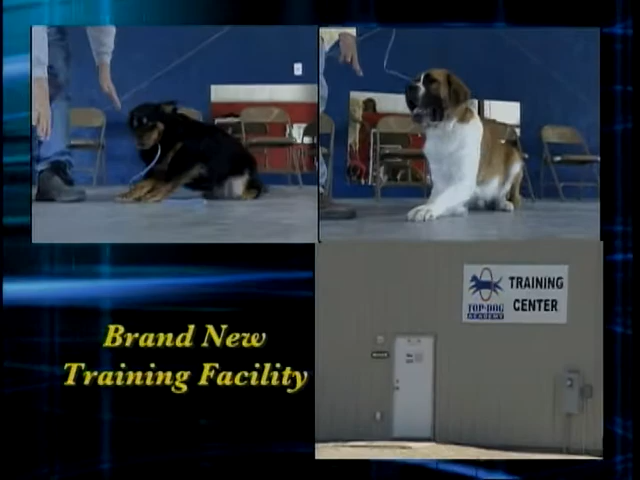 TRAINING
CENTER
TOP-DOG
ACADEMY
Brand New
Training Facility